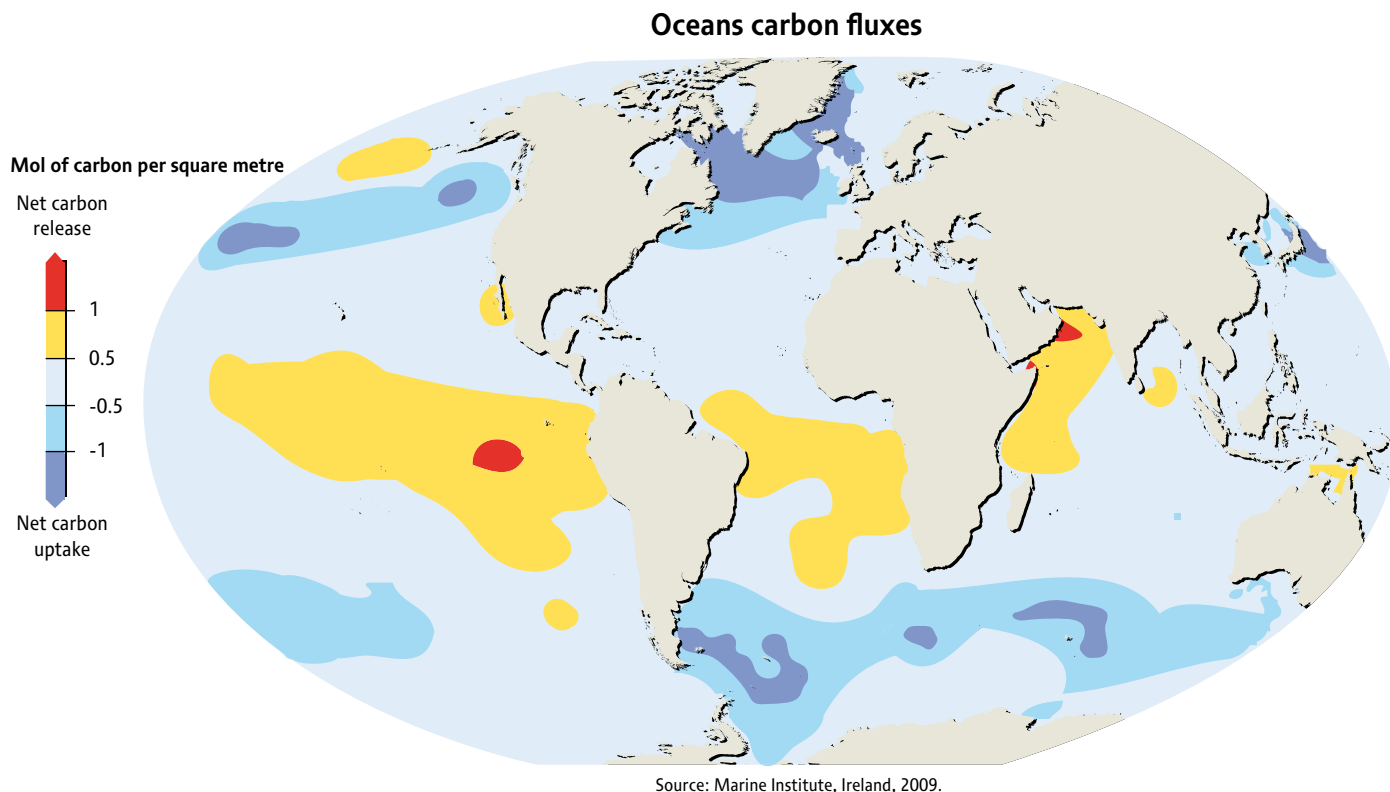 Oceans carbon fluxes
Mol of carbon per square metre
Net carbon
release
1
0.5
-0.5
-1
Net carbon
uptake
Source: Marine Institute, Ireland, 2009.